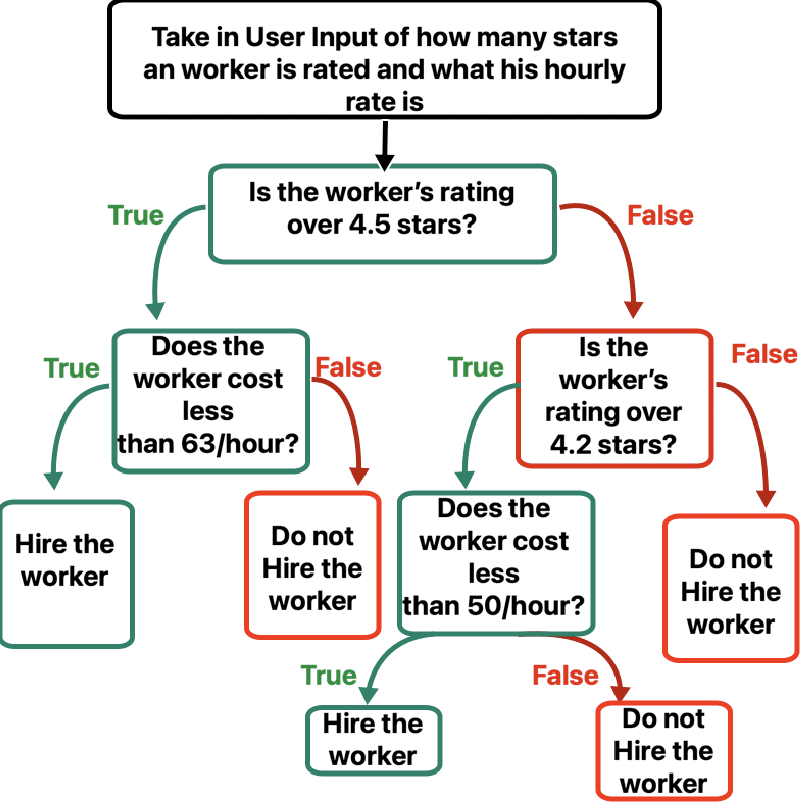 Take in User Input of how many stars
an worker is rated and what his hourly
rate is
Is the worker's rating
over 4.5 stars?
True
False
Does the
worker cost
less
than 63/hour?
Is the
worker's
rating over
4.2 stars?
True
False
True
False
Hire the
worker
Do not
Hire the
worker
Does the
worker cost
less
than 50/hour?
Do not
Hire the
worker
True
False
Hire the
worker
Do not
Hire the
worker